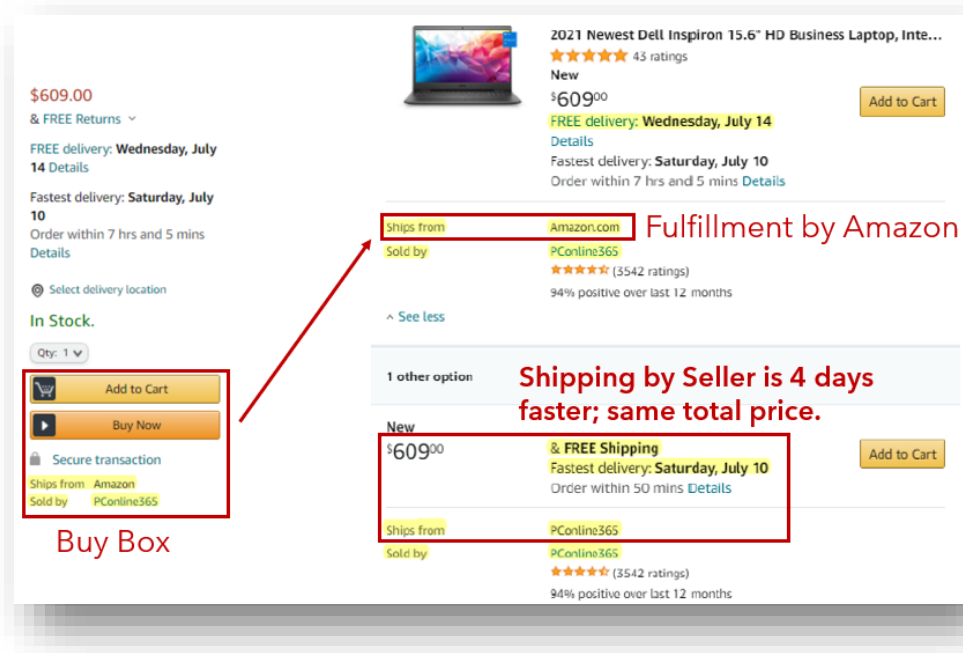 $609.00
& FREE Returns
FREE delivery: Wednesday, July
14 Details
Fastest delivery: Saturday, July
10
Order within 7 hrs and 5 mins
Details
Select delivery location
In Stock.
Qty: 1
Add to Cart
Buy Now
Secure transaction
Ships from Amazon
Sold by PConline365
Buy Box
2021 Newest Dell Inspiron 15.6" HD Business Laptop, Inte...
43 ratings
New
$60900
Add to Cart
FREE delivery: Wednesday, July 14
Details
Fastest delivery: Saturday, July 10
Order within 7 hrs and 5 mins Details
Ships from Amazon.com
Fulfillment by Amazon
Sold by PConline365
(3542 ratings)
94% positive over last 12 months
See less
1 other option
Shipping by Seller is 4 days
faster; same total price.
New
$60900
& FREE Shipping
Add to Cart
Fastest delivery: Saturday, July 10
Order within 50 mins Details
Ships from PConline365
Sold by PConline365
(3542 ratings)
94% positive over last 12 months